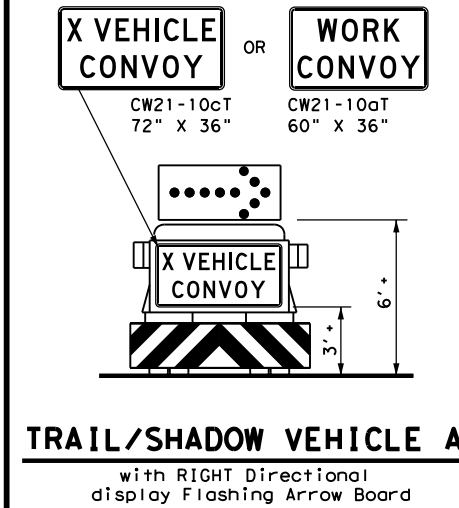 X VEHICLE
CONVOY
OR
WORK
CONVOY
CW21-10cT
72" X 36"
CW21-10aT
60" X 36"
X VEHICLE
CONVOY
6' +
3' +
TRAIL/SHADOW VEHICLE A
with RIGHT Directional
display Flashing Arrow Board